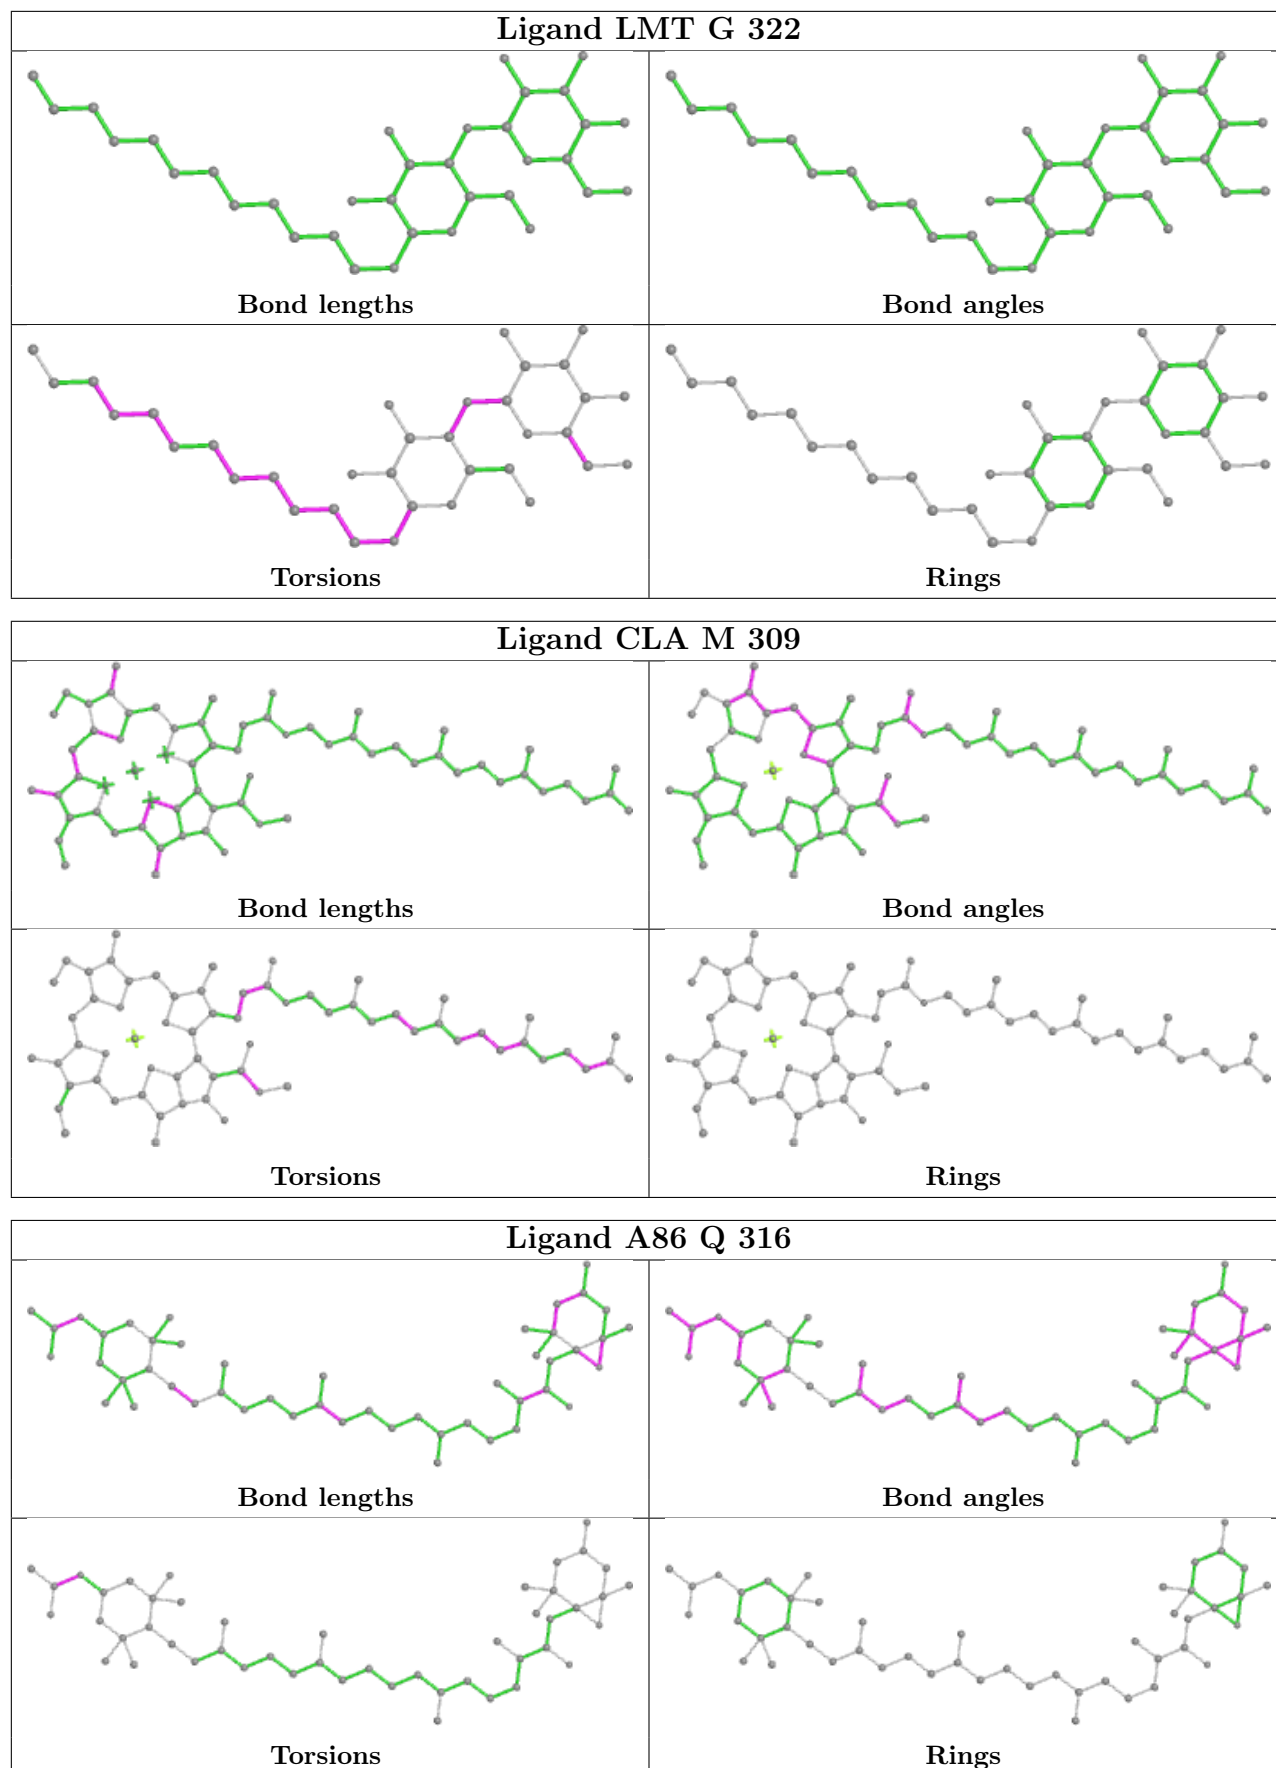 Ligand LMT G 322
Bond lengths
Bond angles
Torsions
Rings
Ligand CLA M 309
Bond lengths
Bond angles
Torsions
Rings
Ligand A86 Q 316
Bond lengths
Bond angles
Torsions
Rings